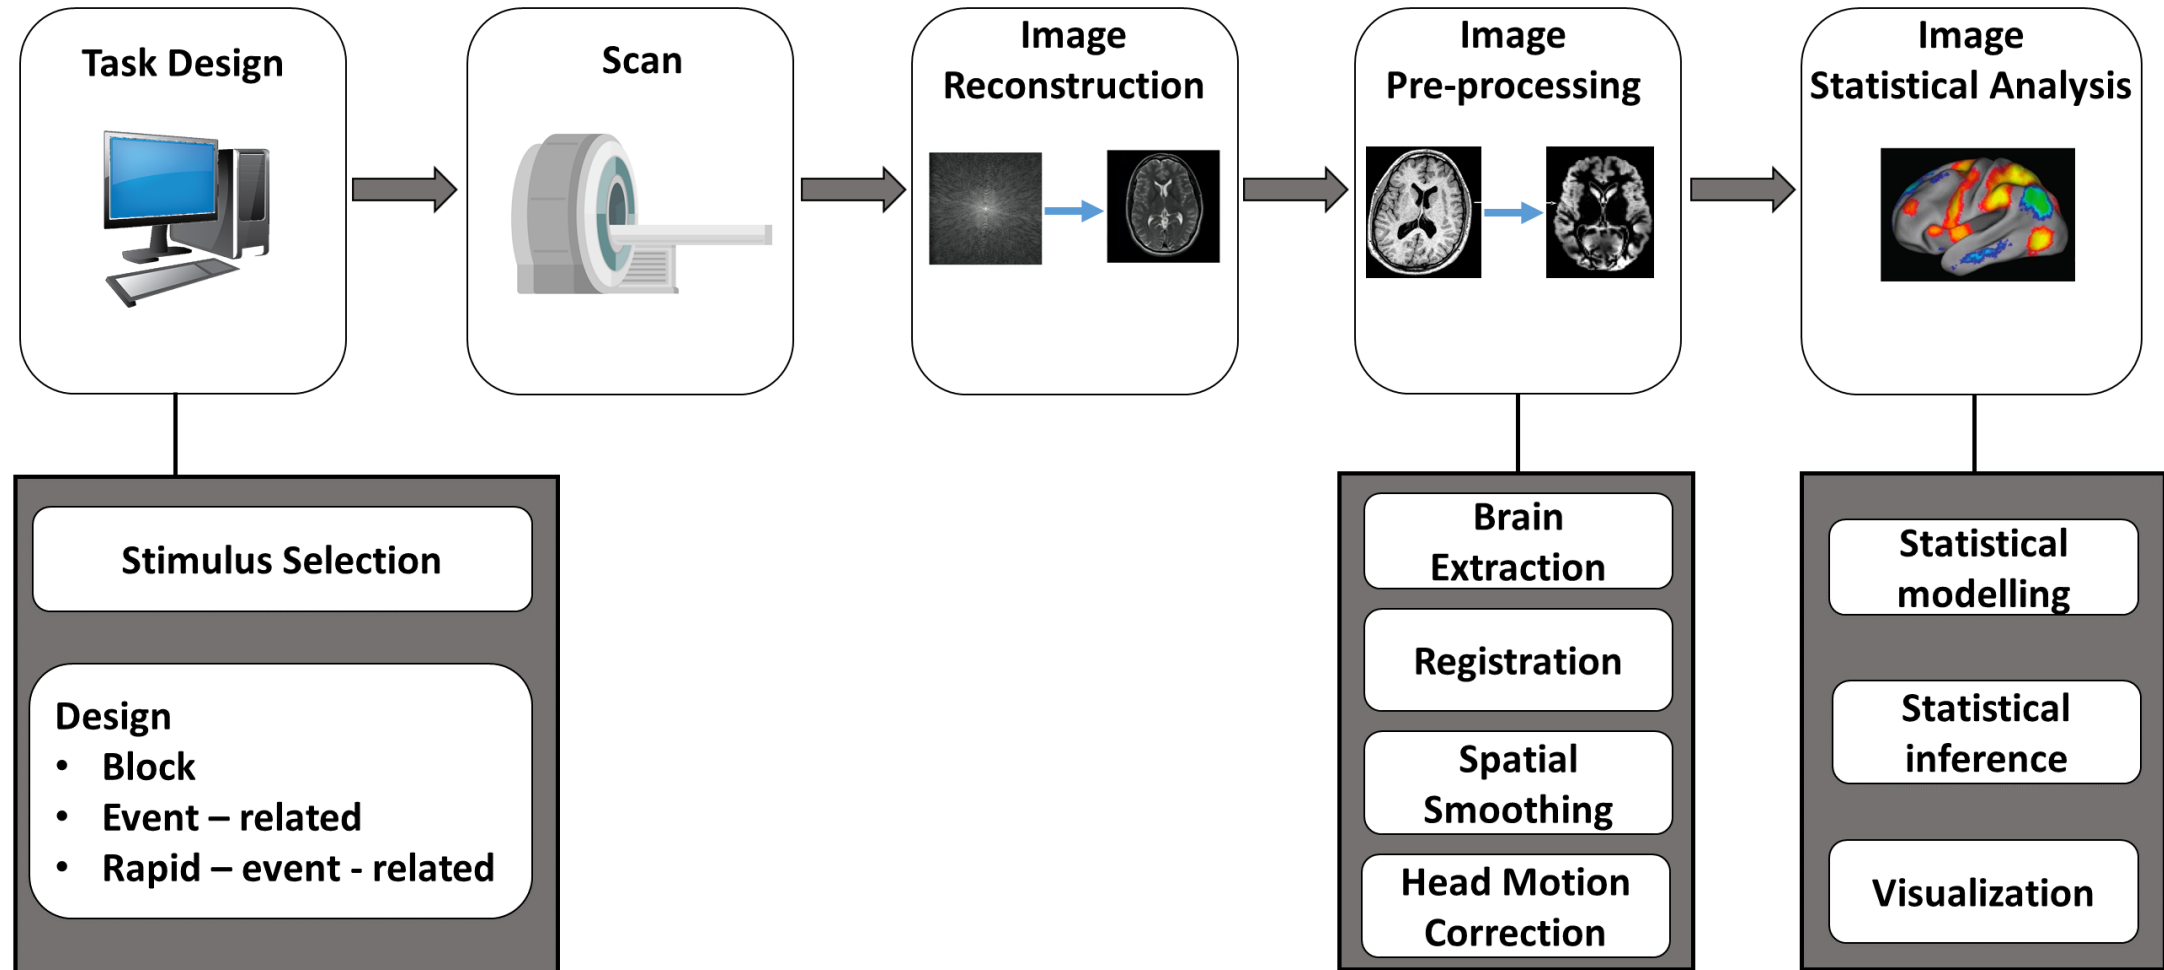 Task Design
Scan
Image
Reconstruction
Image
Pre-processing
Image
Statistical Analysis
Stimulus Selection
Design
• Block
• Event – related
• Rapid – event - related
Brain
Extraction
Registration
Spatial
Smoothing
Head Motion
Correction
Statistical
modelling
Statistical
inference
Visualization